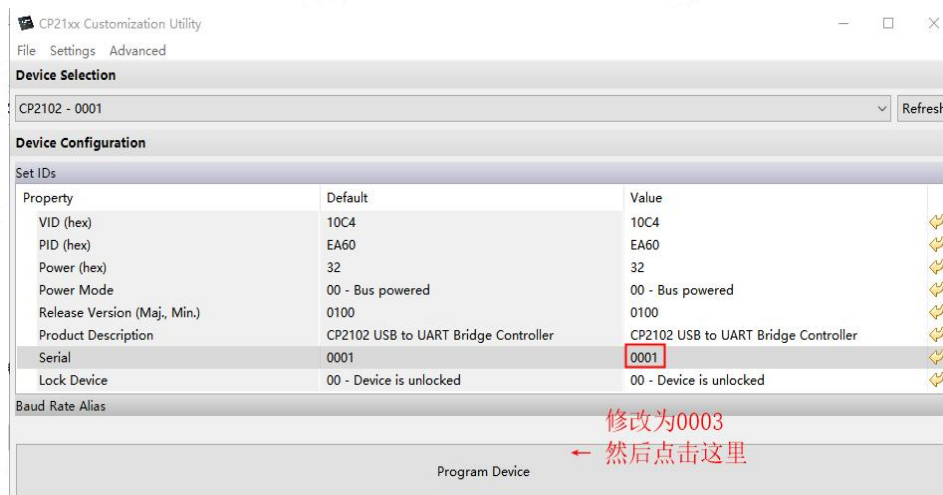 CP21xx Customization Utility
File Settings Advanced
Device Selection
CP2102 - 0001 Refresh
Device Configuration
Set IDs
Property Default Value
VID (hex) 10C4 10C4
PID (hex) EA60 EA60
Power (hex) 32 32
Power Mode 00 - Bus powered 00 - Bus powered
Release Version (Maj., Min.) 0100 0100
Product Description CP2102 USB to UART Bridge Controller CP2102 USB to UART Bridge Controller
Serial 0001 0001
Lock Device 00 - Device is unlocked 00 - Device is unlocked
Baud Rate Alias
修改为0003
← 然后点击这里
Program Device